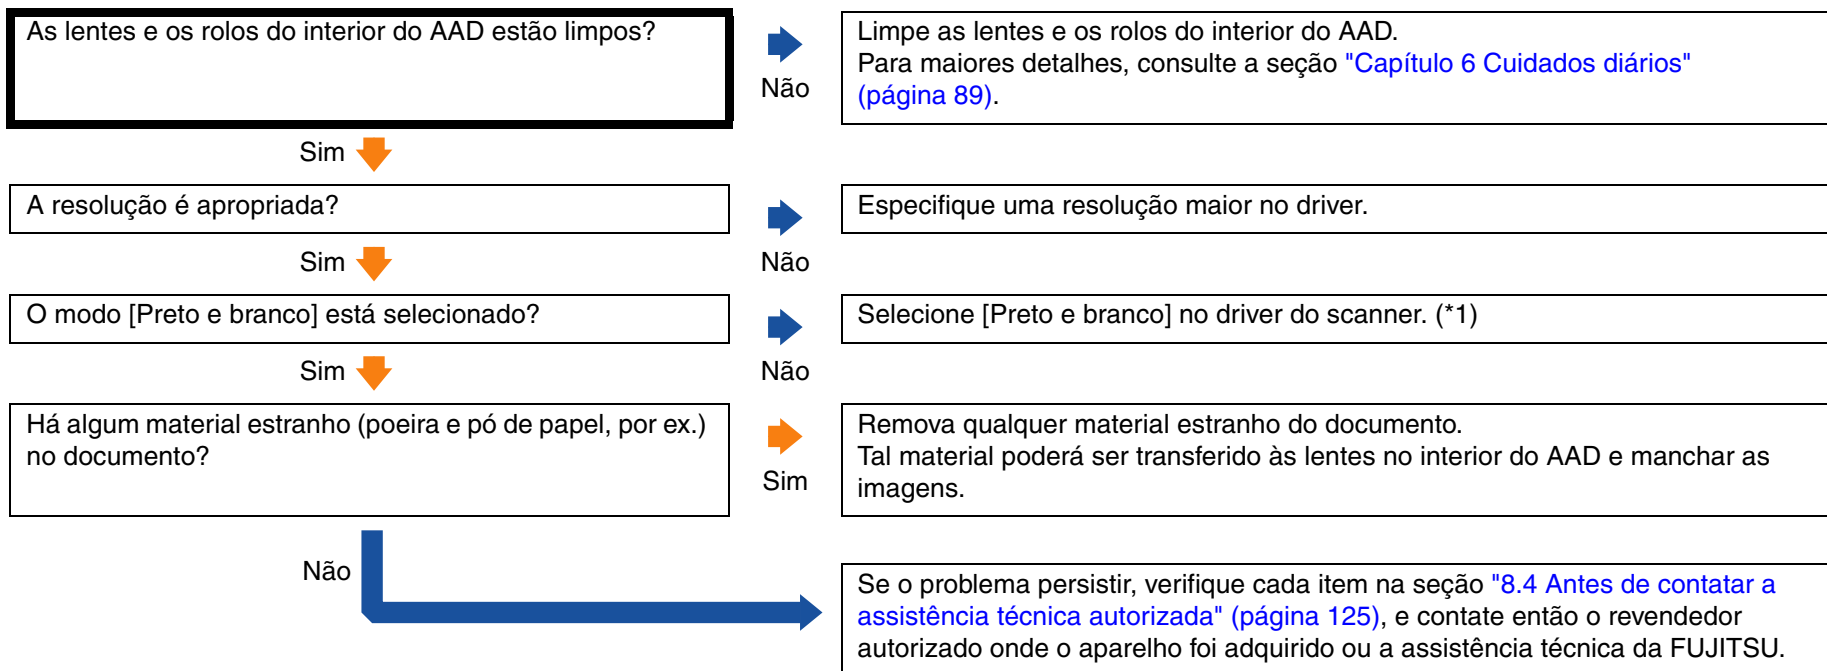 As lentes e os rolos do interior do AAD estão limpos?
Não
Limpe as lentes e os rolos do interior do AAD.
Para maiores detalhes, consulte a seção "Capítulo 6 Cuidados diários"
(página 89).
Sim
A resolução é apropriada?
Não
Especifique uma resolução maior no driver.
Sim
O modo [Preto e branco] está selecionado?
Não
Selecione [Preto e branco] no driver do scanner. (*1)
Sim
Há algum material estranho (poeira e pó de papel, por ex.)
no documento?
Sim
Remova qualquer material estranho do documento.
Tal material poderá ser transferido às lentes no interior do AAD e manchar as
imagens.
Não
Se o problema persistir, verifique cada item na seção "8.4 Antes de contatar a
assistência técnica autorizada" (página 125), e contate então o revendedor
autorizado onde o aparelho foi adquirido ou a assistência técnica da FUJITSU.